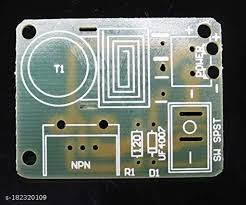 T1
+
+
-
POWER
NPN
120
UF4007
R1
D1
SW SPST
s-182320109